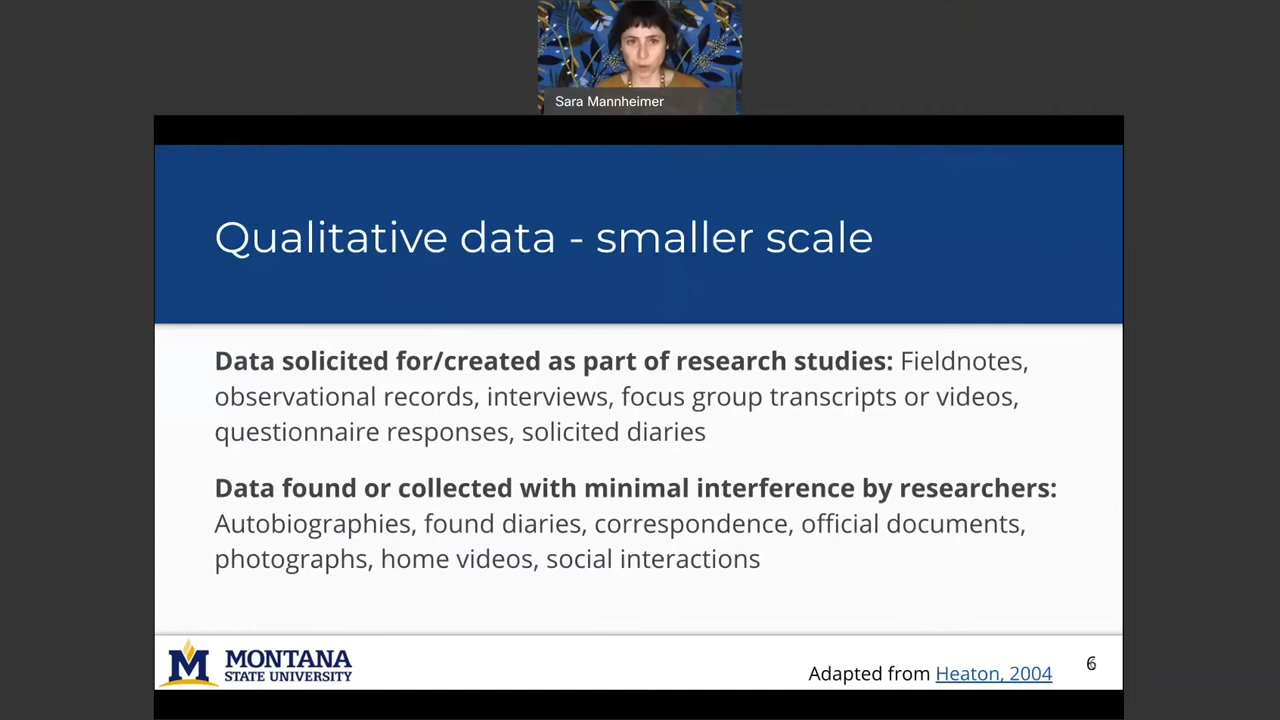 Sara Mannheimer
Qualitative data - smaller scale
Data solicited for/created as part of research studies: Fieldnotes,
observational records, interviews, focus group transcripts or videos,
questionnaire responses, solicited diaries
Data found or collected with minimal interference by researchers:
Autobiographies, found diaries, correspondence, official documents,
photographs, home videos, social interactions
M MONTANA
STATE UNIVERSITY
Adapted from Heaton, 2004
6